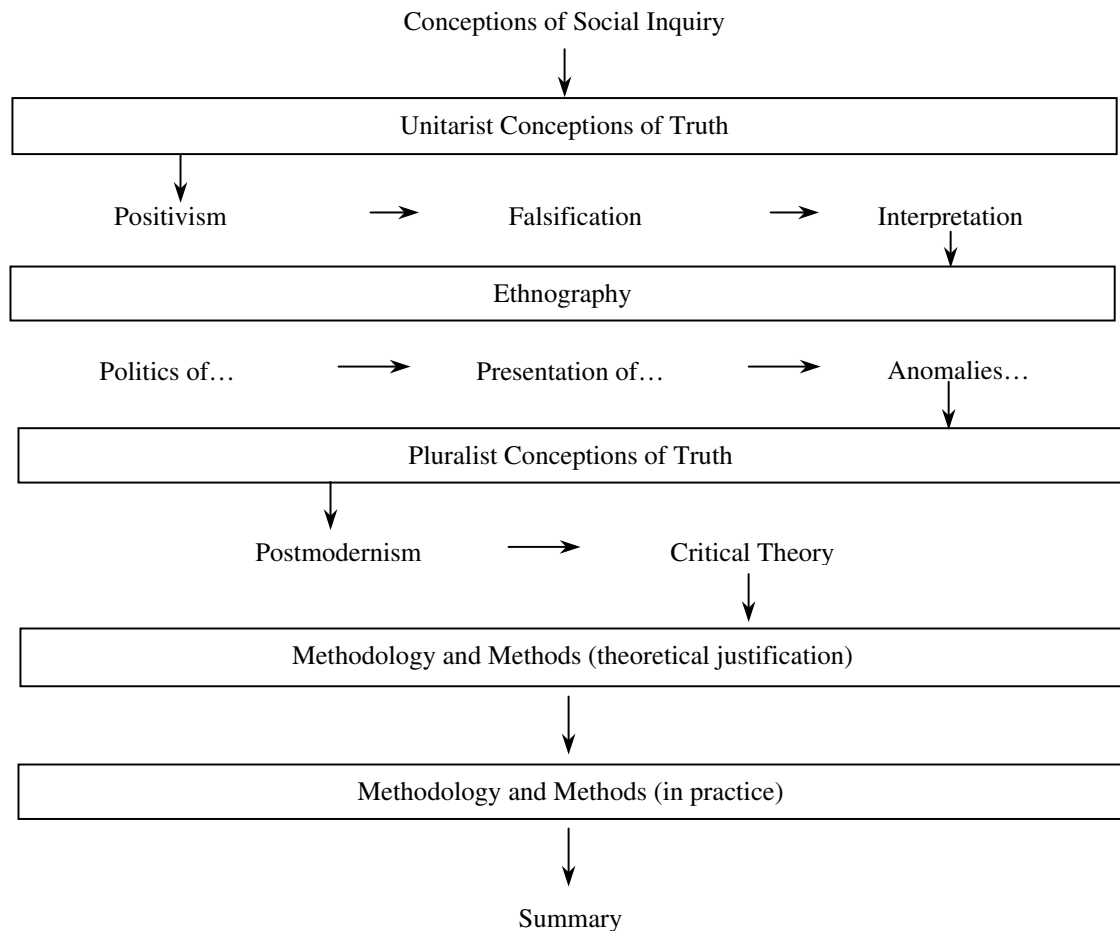 Conceptions of Social Inquiry
Unitarist Conceptions of Truth
Positivism Falsification Interpretation
Ethnography
Politics of… Presentation of… Anomalies…
Pluralist Conceptions of Truth
Postmodernism Critical Theory
Methodology and Methods (theoretical justification)
Methodology and Methods (in practice)
Summary